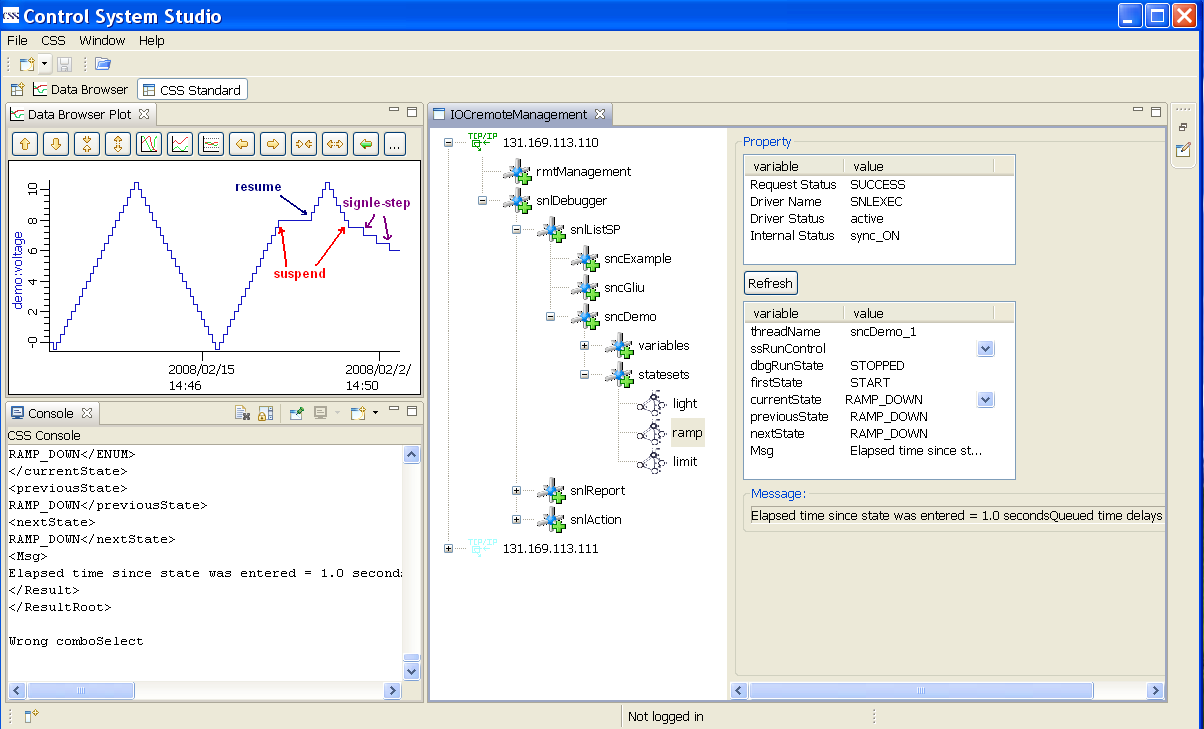 CSS Control System Studio
File CSS Window Help
Data Browser CSS Standard
Data Browser Plot
...
demo:voltage
10
8
6
4
2
-0
resume
signle-step
suspend
2008/02/15
14:46
2008/02/2/
14:50
Console
CSS Console
RAMP_DOWN</ENUM>
</currentState>
<previousState>
RAMP_DOWN</previousState>
<nextState>
RAMP_DOWN</nextState>
<Msg>
Elapsed time since state was entered = 1.0 second
</Result>
</ResultRoot>
Wrong comboSelect
IOCremoteManagement
TCP/IP 131.169.113.110
rmtManagement
snlDebugger
snlListSP
sncExample
sncGliu
sncDemo
variables
statesets
light
ramp
limit
snlReport
snlAction
TCP/IP 131.169.113.111
Property
variable value
Request Status SUCCESS
Driver Name SNLEXEC
Driver Status active
Internal Status sync_ON
Refresh
variable value
threadName sncDemo_1
ssRunControl
dbgRunState STOPPED
firstState START
currentState RAMP_DOWN
previousState RAMP_DOWN
nextState RAMP_DOWN
Msg Elapsed time since st...
Message:
Elapsed time since state was entered = 1.0 secondsQueued time delays
Not logged in